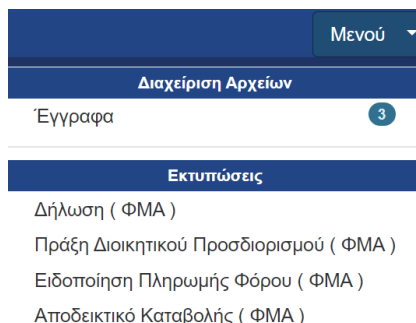 Μενού
Διαχείριση Αρχείων
Έγγραφα 3
Εκτυπώσεις
Δήλωση ( ΦΜΑ )
Πράξη Διοικητικού Προσδιορισμού ( ΦΜΑ )
Ειδοποίηση Πληρωμής Φόρου ( ΦΜΑ )
Αποδεικτικό Καταβολής ( ΦΜΑ )